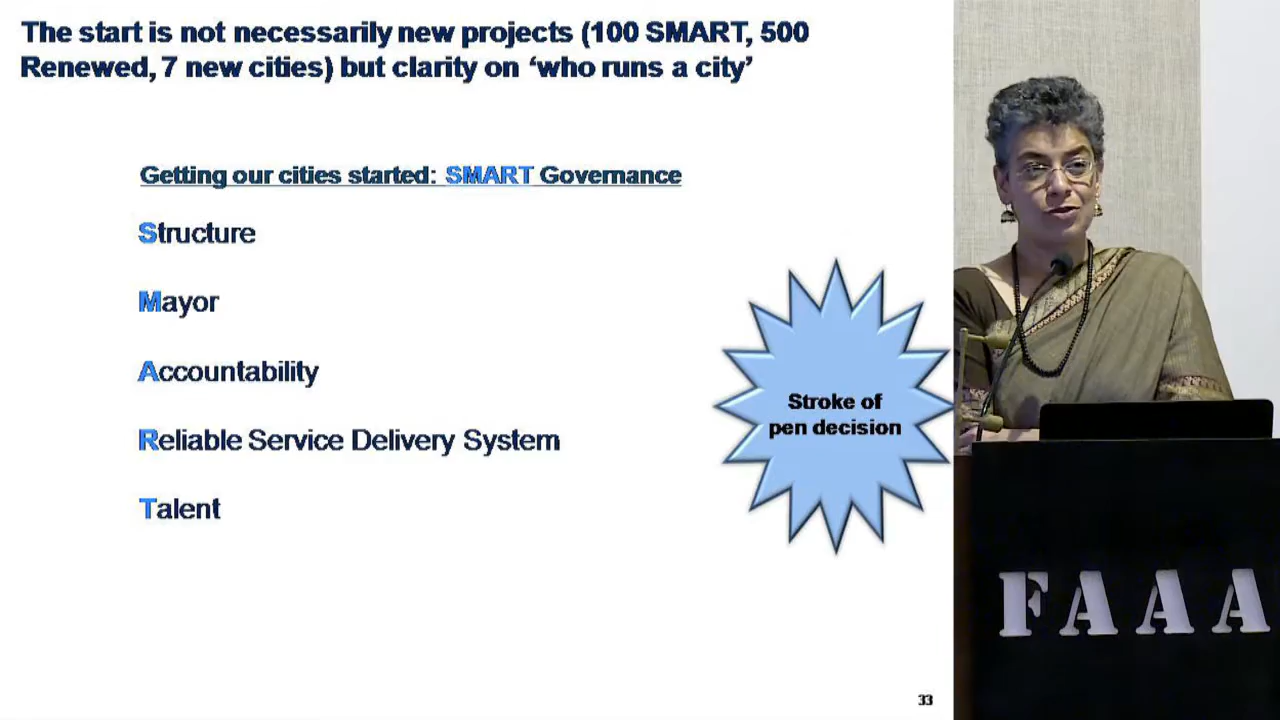 The start is not necessarily new projects (100 SMART, 500
Renewed, 7 new cities) but clarity on ‘who runs a city’
Getting our cities started: SMART Governance
Structure
Mayor
Accountability
Reliable Service Delivery System
Talent
Stroke of
pen decision
33
FAAA